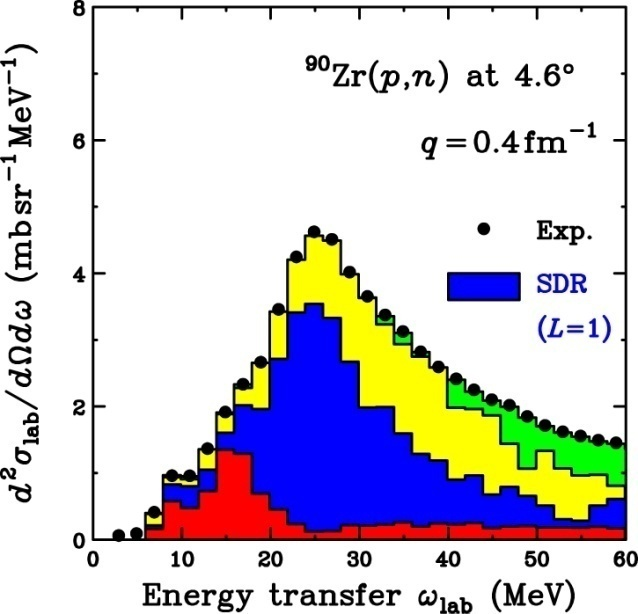 8
6
4
2
0
d²σlab/dΩdω (mb sr⁻¹ MeV⁻¹)
⁹⁰Zr(p,n) at 4.6°
q=0.4 fm⁻¹
Exp.
SDR
(L=1)
0 10 20 30 40 50 60
Energy transfer ωlab (MeV)